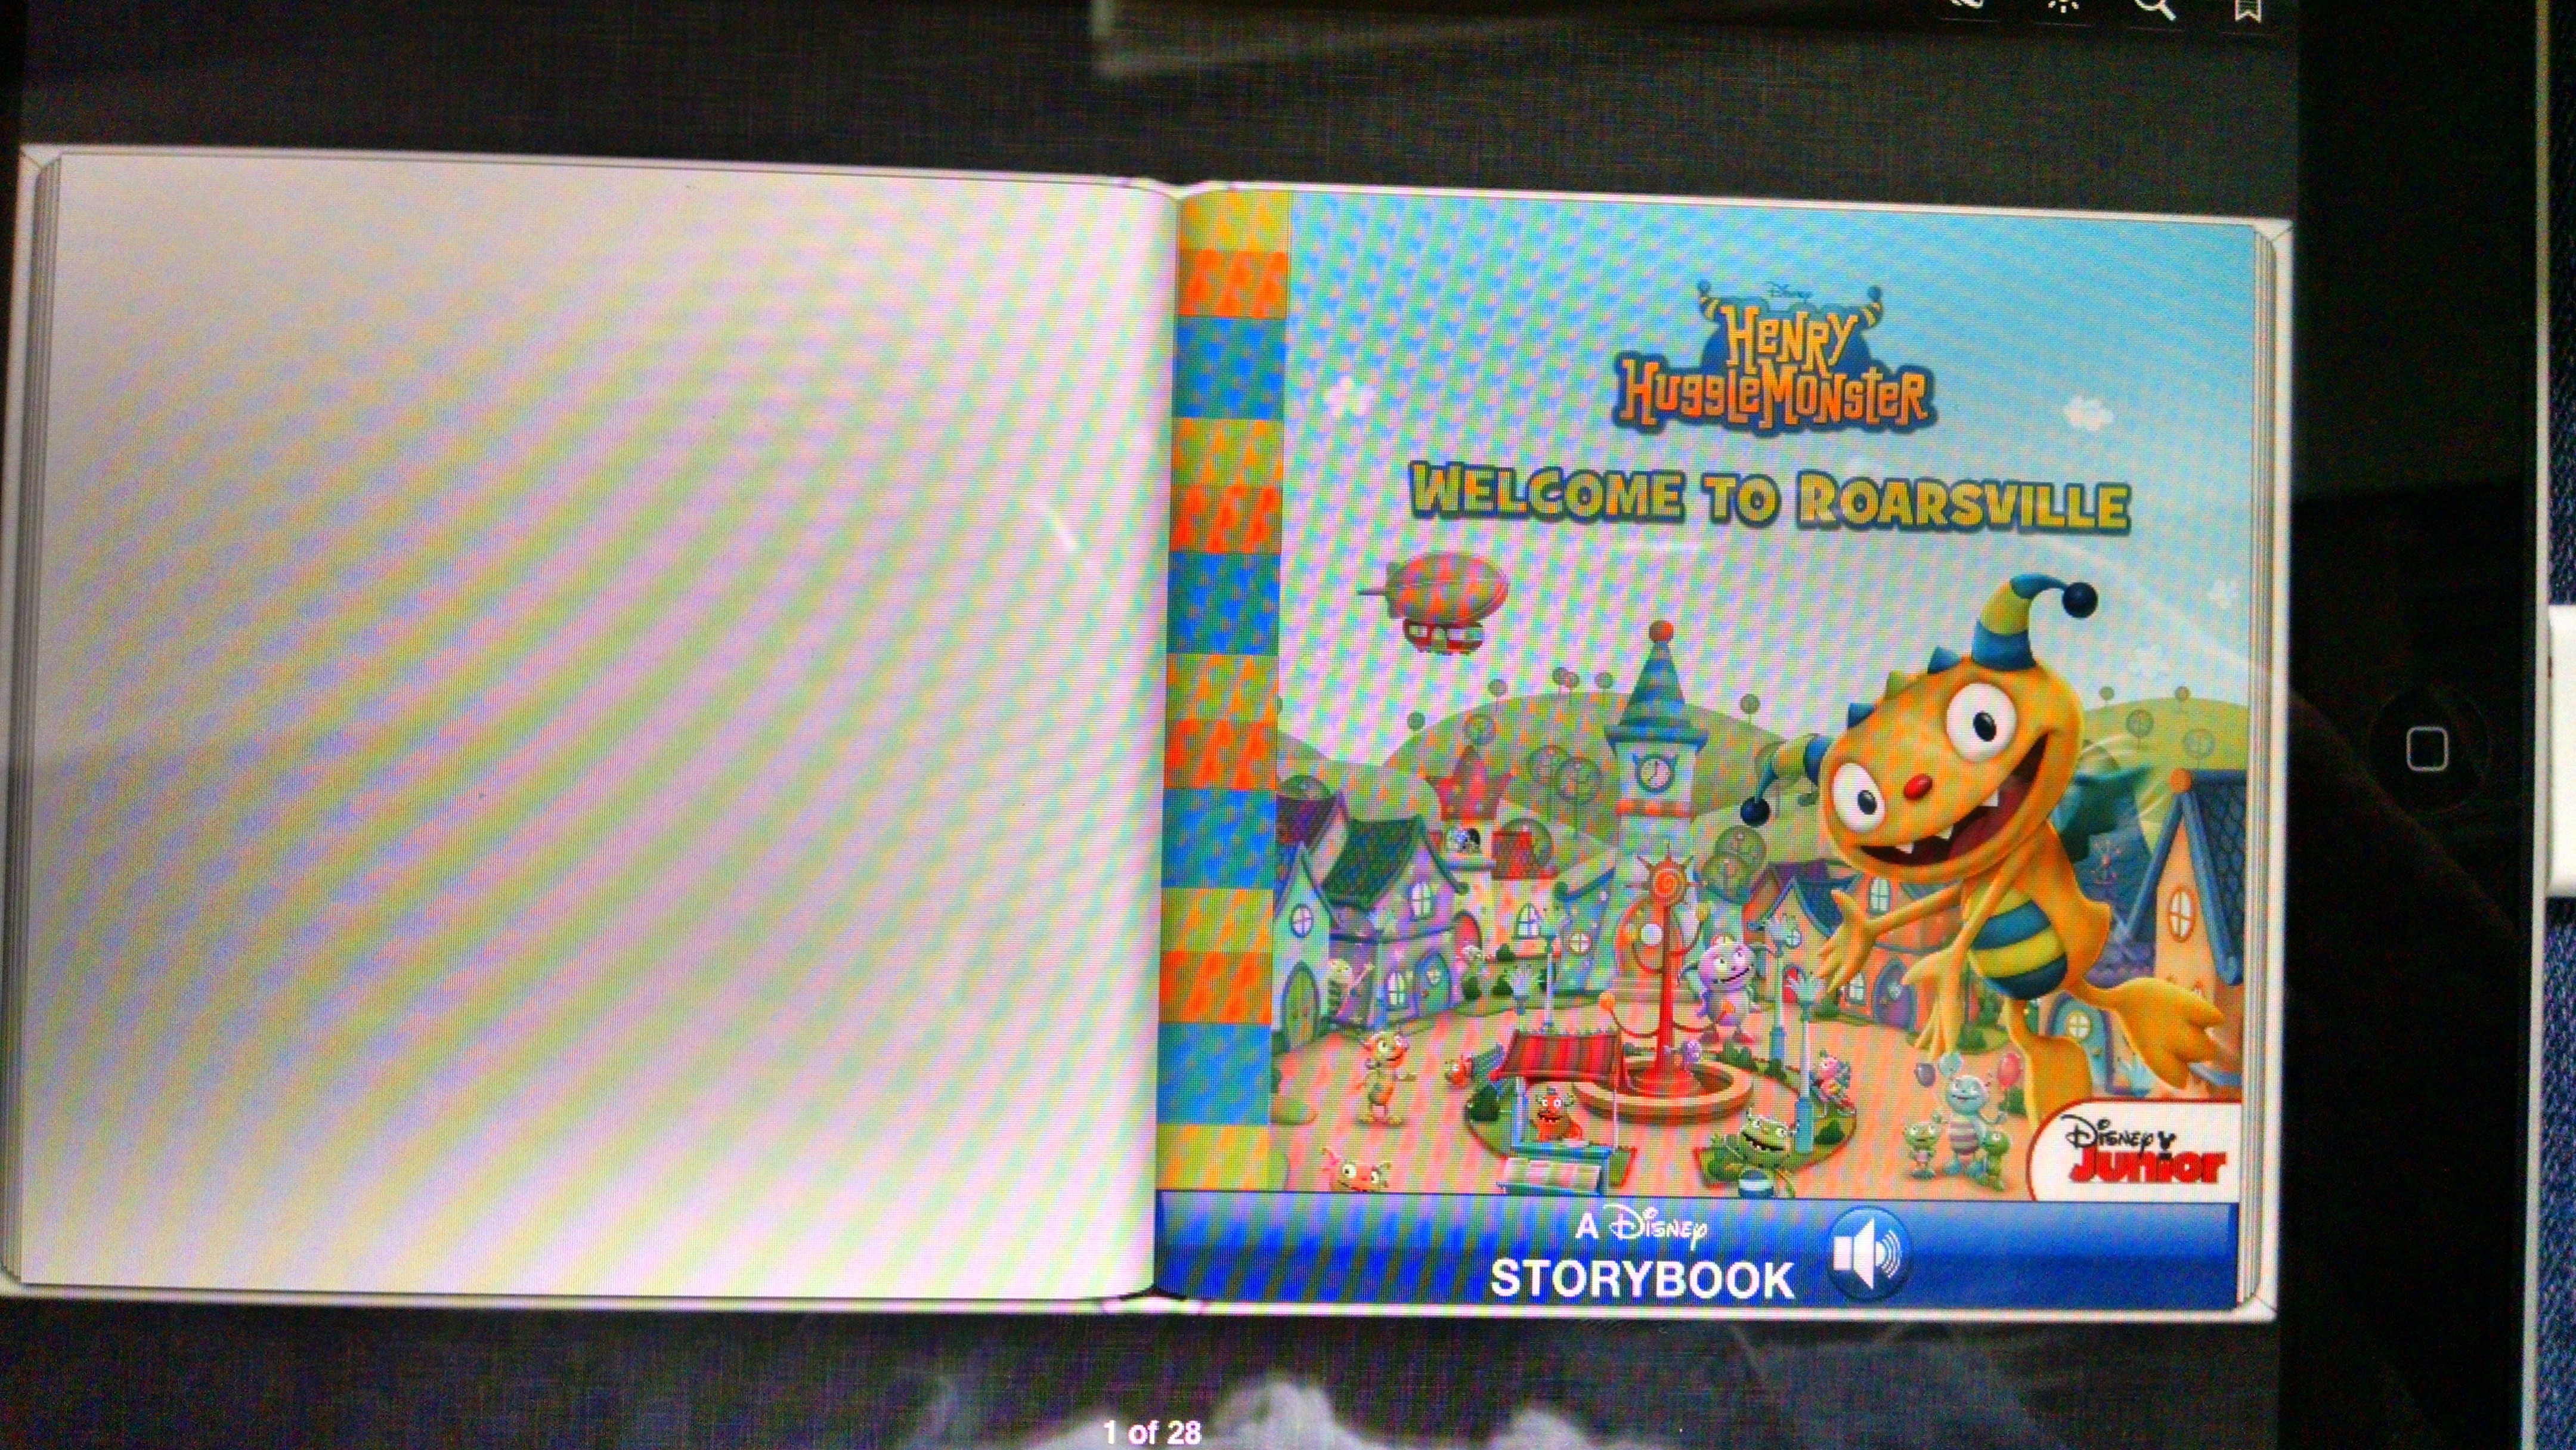 Disney
HENRY
HUGGLEMONSTER
WELCOME TO ROARSVILLE
Disney
Junior
A Disney
STORYBOOK
1 of 28